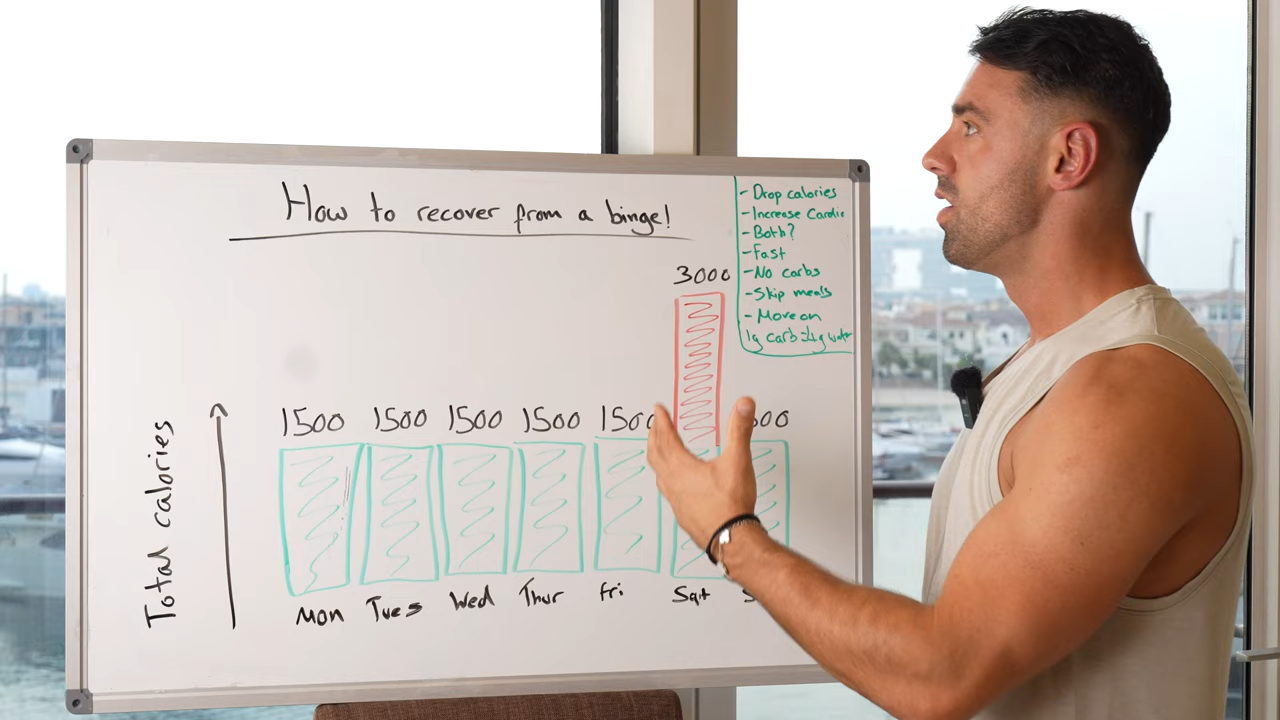 How to recover from a binge!
- Drop calories
- Increase Cardio
- Both?
- Fast
- No carbs
- Skip meals
- Move on
1g carb = 4g water
3000
1500 1500 1500 1500 1500
Total calories
Mon Tues Wed Thur Fri Sat